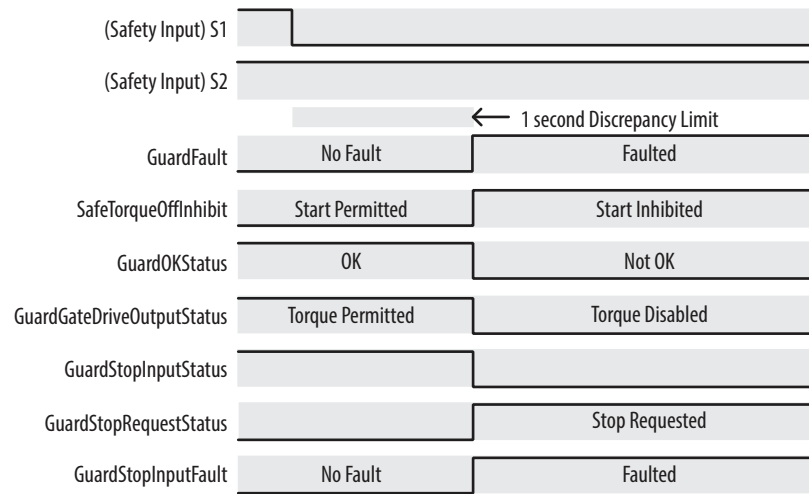 (Safety Input) S1
(Safety Input) S2
1 second Discrepancy Limit
GuardFault No Fault Faulted
SafeTorqueOffInhibit Start Permitted Start Inhibited
GuardOKStatus OK Not OK
GuardGateDriveOutputStatus Torque Permitted Torque Disabled
GuardStopInputStatus
GuardStopRequestStatus Stop Requested
GuardStopInputFault No Fault Faulted